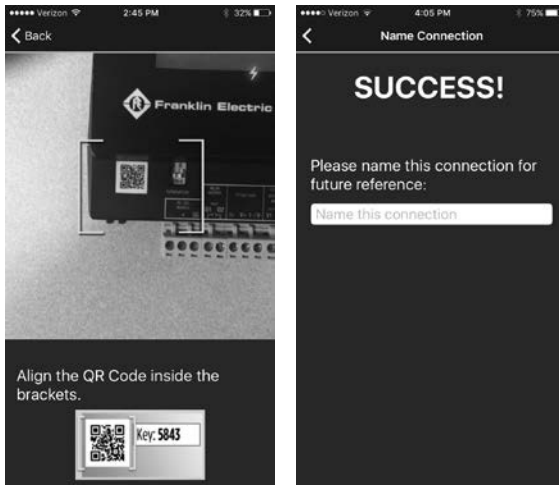 Verizon 2:45 PM 32%
Back
Franklin Electric
Align the QR Code inside the
brackets.
Key: 5843
Verizon 4:05 PM 75%
Name Connection
SUCCESS!
Please name this connection for
future reference:
Name this connection